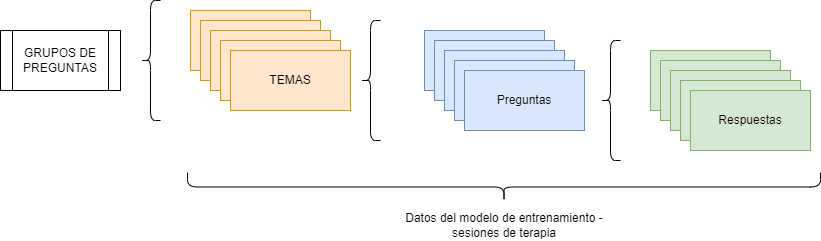 GRUPOS DE
PREGUNTAS
TEMAS
Preguntas
Respuestas
Datos del modelo de entrenamiento -
sesiones de terapia